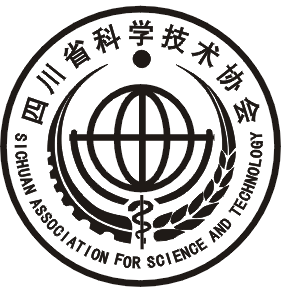 四川省科学技术协会
SICHUAN ASSOCIATION FOR SCIENCE AND TECHNOLOGY